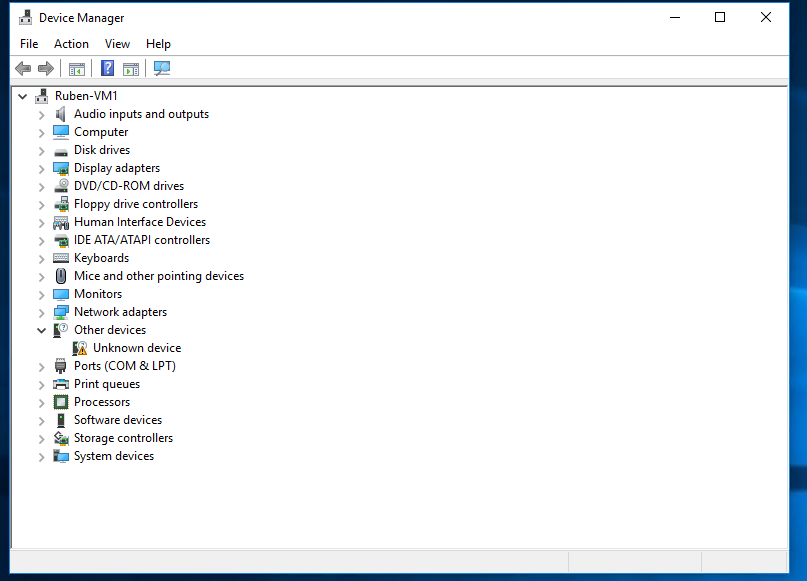 Device Manager
File Action View Help
Ruben-VM1
Audio inputs and outputs
Computer
Disk drives
Display adapters
DVD/CD-ROM drives
Floppy drive controllers
Human Interface Devices
IDE ATA/ATAPI controllers
Keyboards
Mice and other pointing devices
Monitors
Network adapters
Other devices
Unknown device
Ports (COM & LPT)
Print queues
Processors
Software devices
Storage controllers
System devices